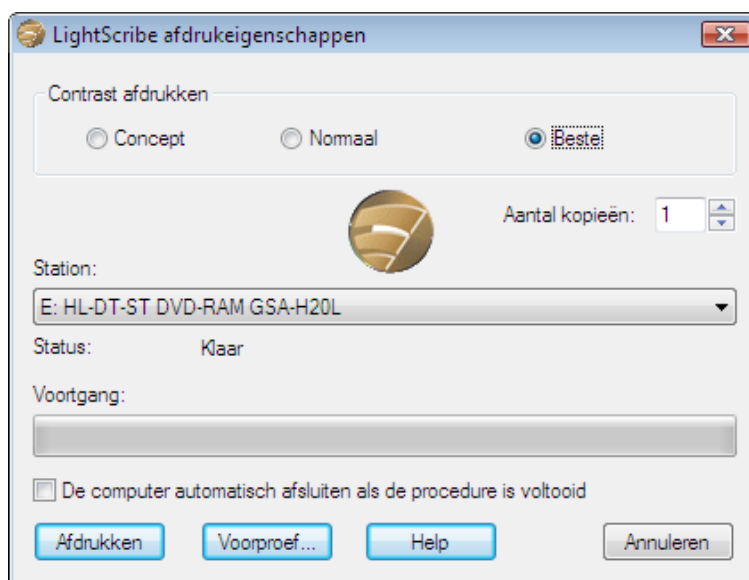 LightScribe afdrukeigenschappen
Contrast afdrukken
Concept Normaal Beste
Aantal kopieën: 1
Station:
E: HL-DT-ST DVD-RAM GSA-H20L
Status: Klaar
Voortgang:
De computer automatisch afsluiten als de procedure is voltooid
Afdrukken Voorproef... Help Annuleren